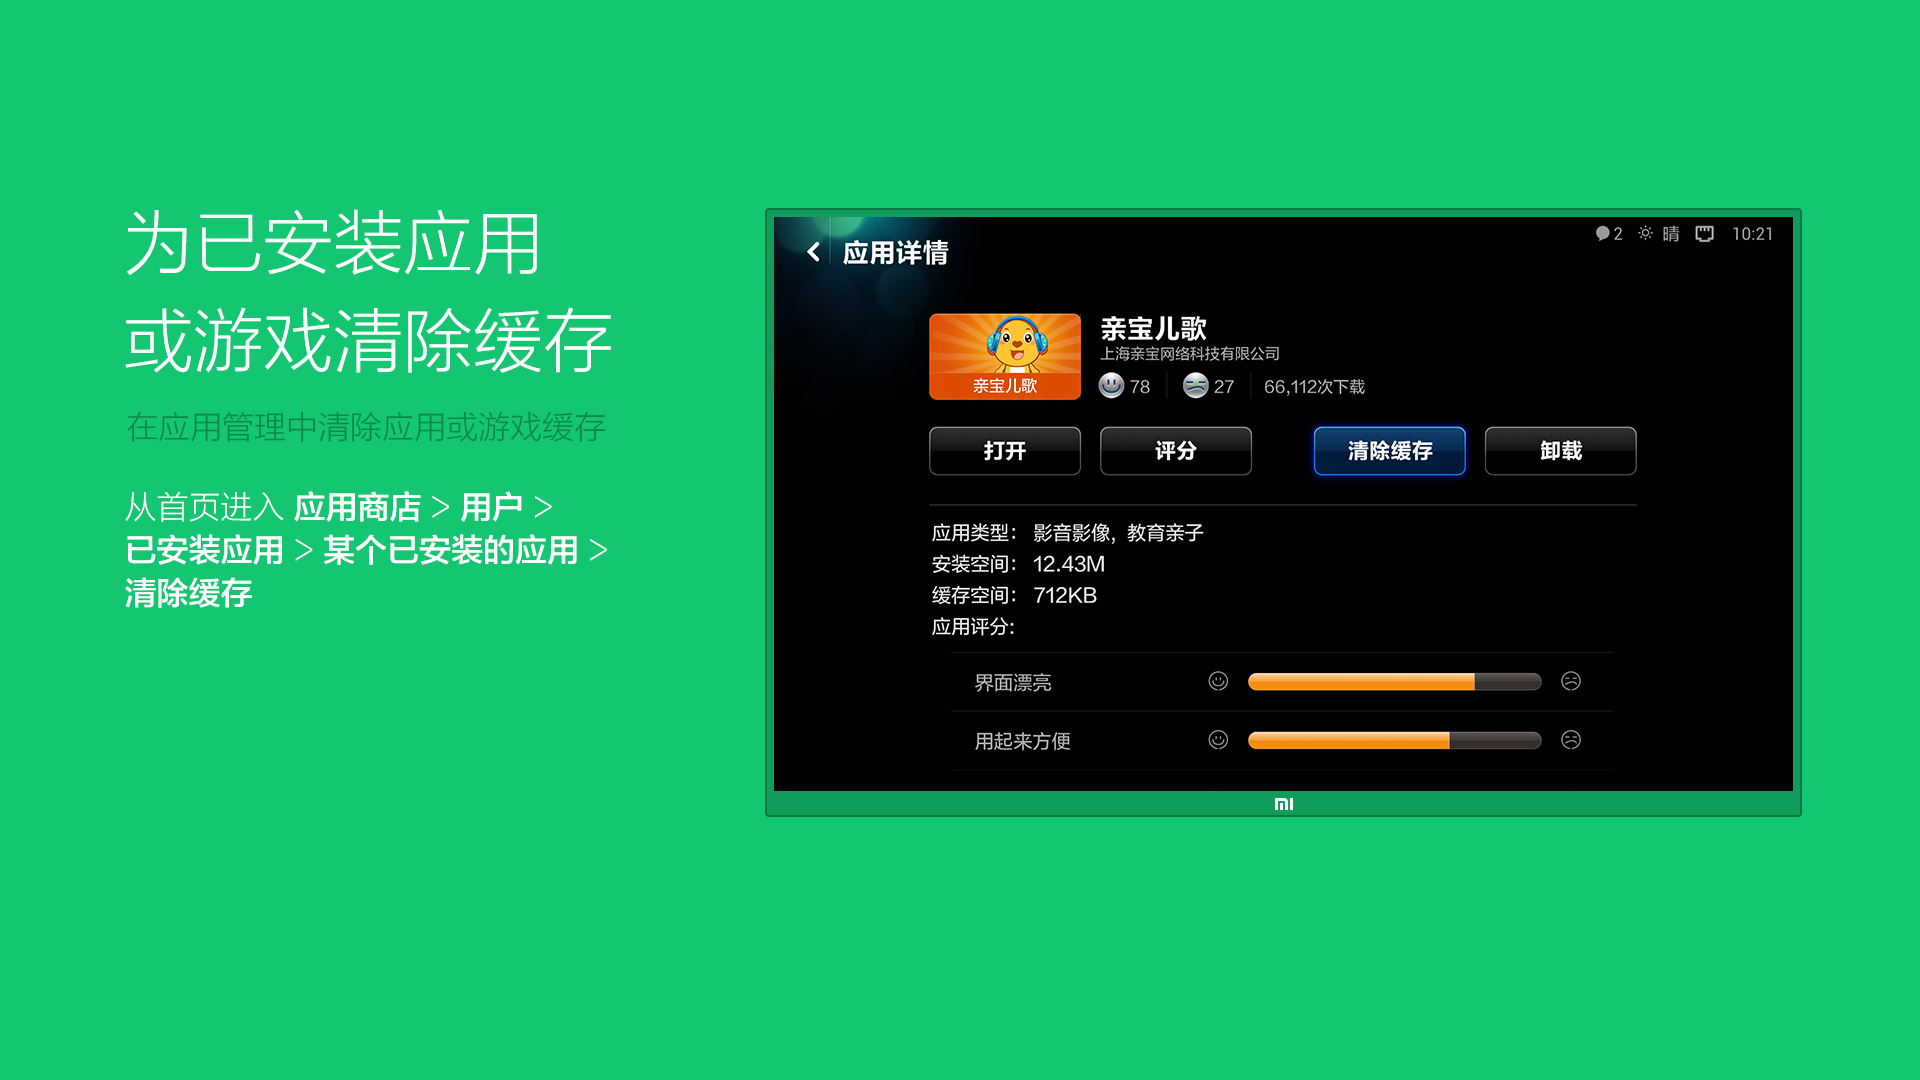 为已安装应用
或游戏清除缓存
在应用管理中清除应用或游戏缓存
从首页进入 应用商店 > 用户 >
已安装应用 > 某个已安装的应用 >
清除缓存
2 晴 10:21
应用详情
亲宝儿歌
亲宝儿歌
上海亲宝网络科技有限公司
78 27 66,112次下载
打开 评分 清除缓存 卸载
应用类型： 影音影像，教育亲子
安装空间： 12.43M
缓存空间： 712KB
应用评分:
界面漂亮
用起来方便
mi